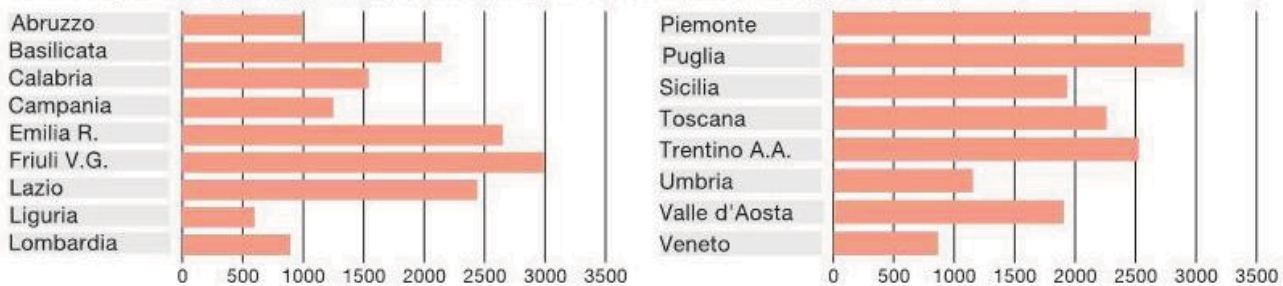 Abruzzo
Basilicata
Calabria
Campania
Emilia R.
Friuli V.G.
Lazio
Liguria
Lombardia
0 500 1000 1500 2000 2500 3000 3500
Piemonte
Puglia
Sicilia
Toscana
Trentino A.A.
Umbria
Valle d'Aosta
Veneto
0 500 1000 1500 2000 2500 3000 3500